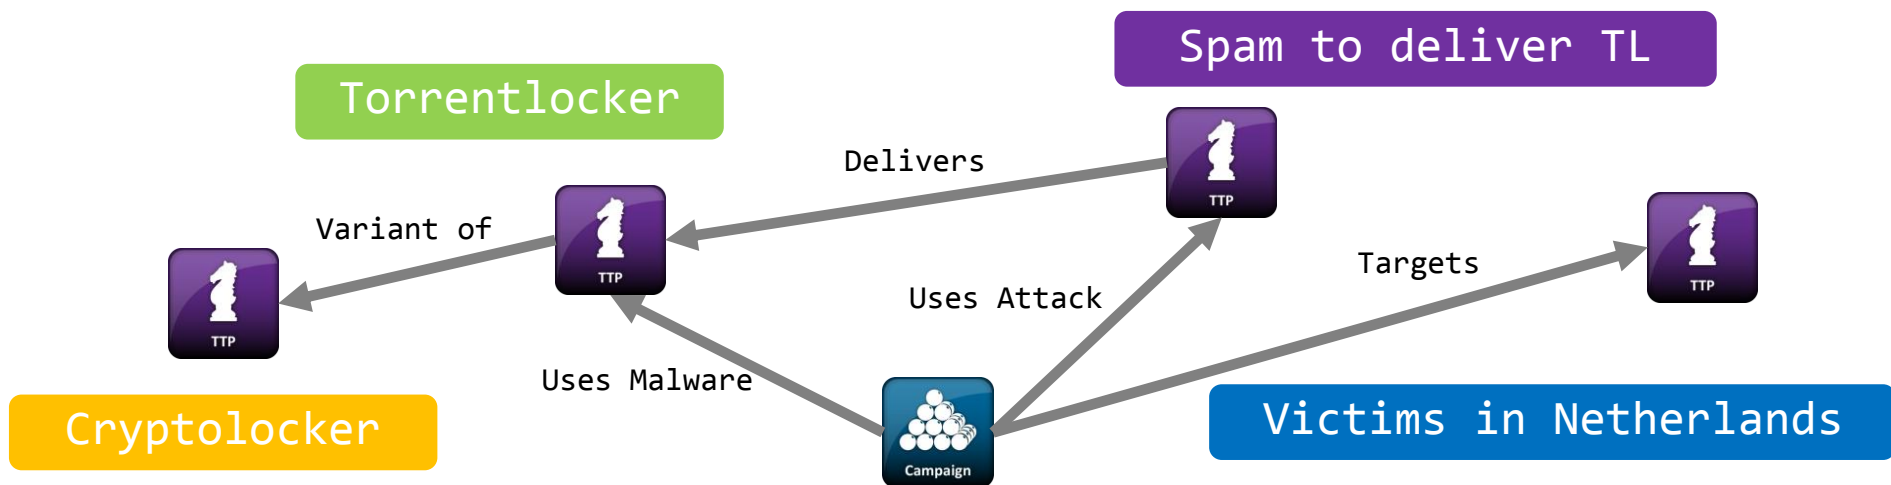 Spam to deliver TL
Torrentlocker
Delivers
TTP
Variant of
TTP
Targets
TTP
Uses Attack
TTP
Uses Malware
Cryptolocker
Campaign
Victims in Netherlands